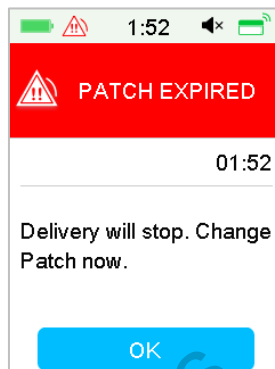 1:52
PATCH EXPIRED
01:52
Delivery will stop. Change
Patch now.
OK